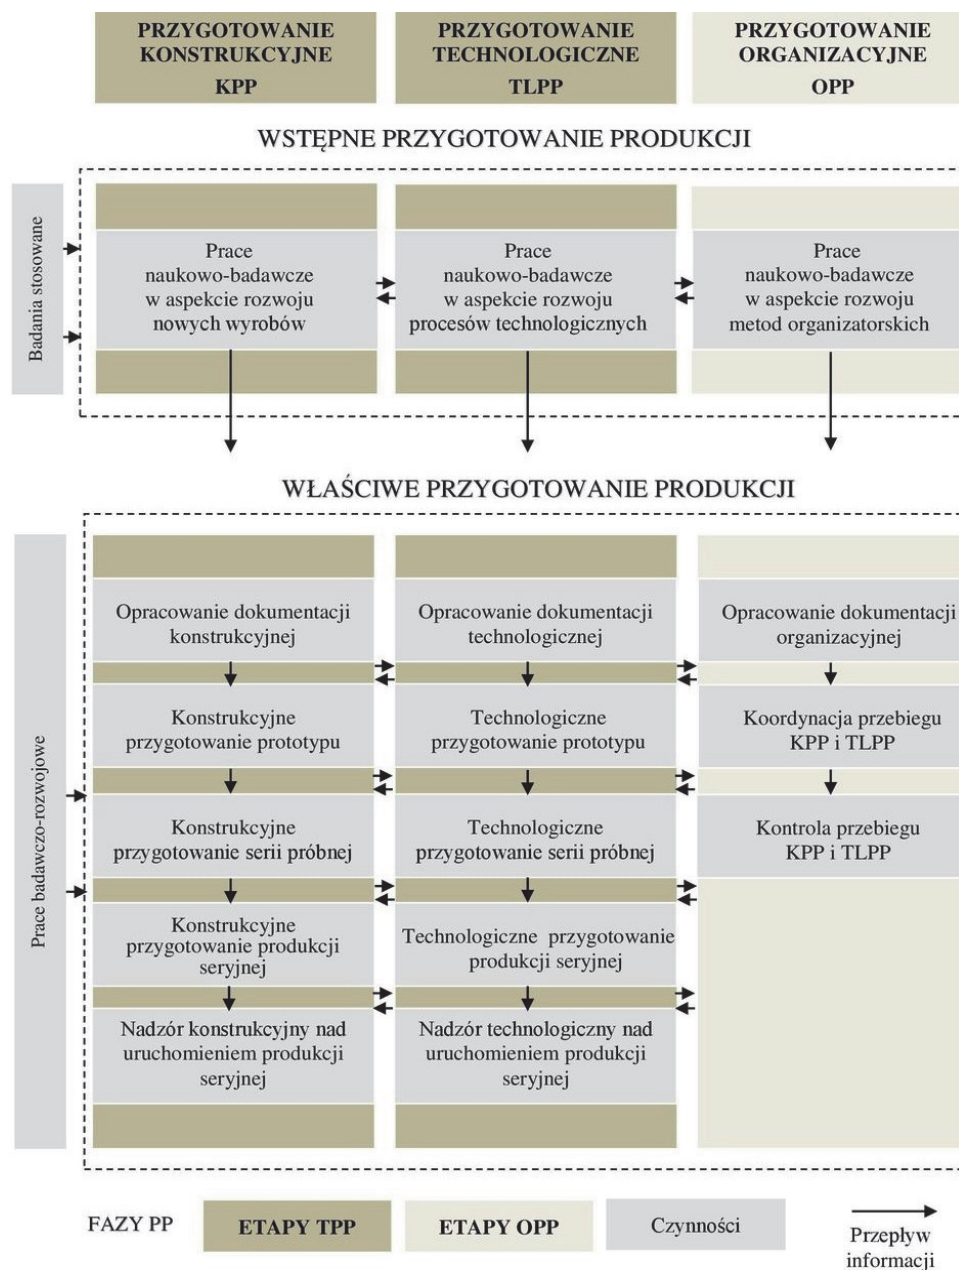 PRZYGOTOWANIE
KONSTRUKCYJNE
KPP
PRZYGOTOWANIE
TECHNOLOGICZNE
TLPP
PRZYGOTOWANIE
ORGANIZACYJNE
OPP
WSTĘPNE PRZYGOTOWANIE PRODUKCJI
Badania stosowane
Prace
naukowo-badawcze
w aspekcie rozwoju
nowych wyrobów
Prace
naukowo-badawcze
w aspekcie rozwoju
procesów technologicznych
Prace
naukowo-badawcze
w aspekcie rozwoju
metod organizatorskich
WŁAŚCIWE PRZYGOTOWANIE PRODUKCJI
Prace badawczo-rozwojowe
Opracowanie dokumentacji
konstrukcyjnej
Opracowanie dokumentacji
technologicznej
Opracowanie dokumentacji
organizacyjnej
Konstrukcyjne
przygotowanie prototypu
Technologiczne
przygotowanie prototypu
Koordynacja przebiegu
KPP i TLPP
Konstrukcyjne
przygotowanie serii próbnej
Technologiczne
przygotowanie serii próbnej
Kontrola przebiegu
KPP i TLPP
Konstrukcyjne
przygotowanie produkcji
seryjnej
Technologiczne przygotowanie
produkcji seryjnej
Nadzór konstrukcyjny nad
uruchomieniem produkcji
seryjnej
Nadzór technologiczny nad
uruchomieniem produkcji
seryjnej
FAZY PP
ETAPY TPP
ETAPY OPP
Czynności
Przepływ
informacji